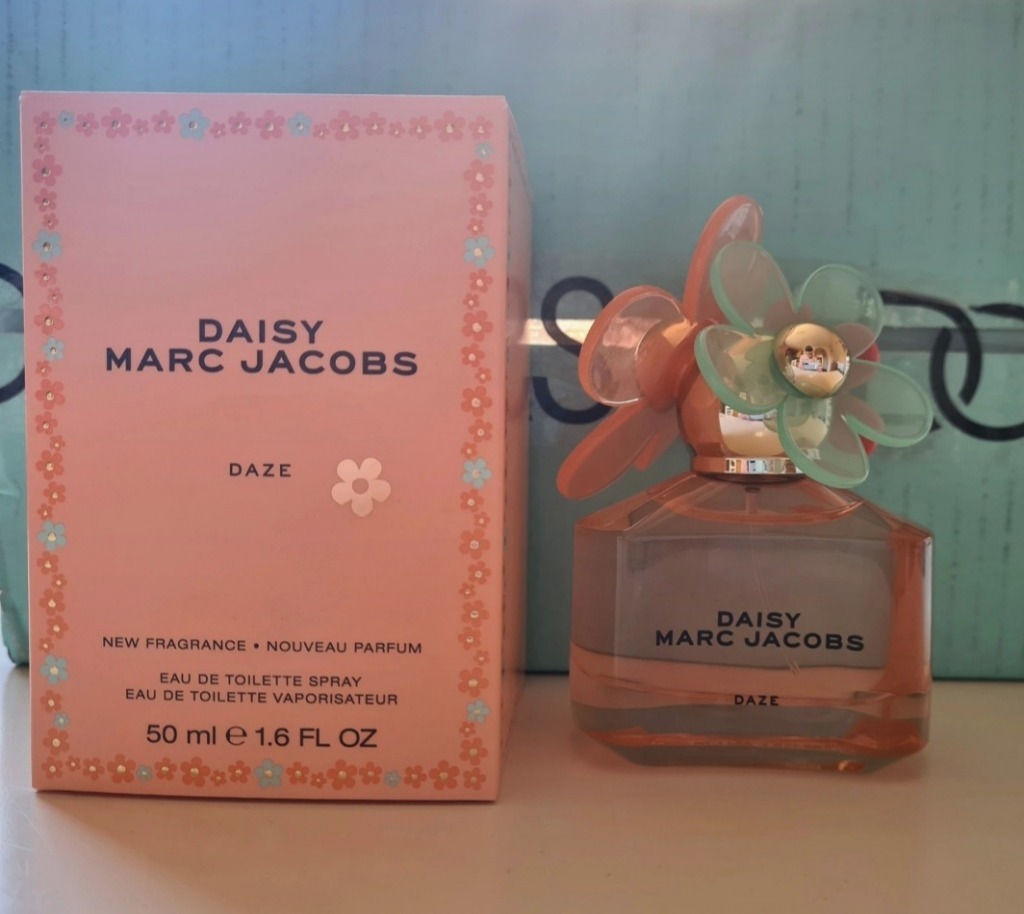 DAISY
MARC JACOBS
DAZE
NEW FRAGRANCE • NOUVEAU PARFUM
EAU DE TOILETTE SPRAY
EAU DE TOILETTE VAPORISATEUR
50 ml ℮ 1.6 FL OZ
DAISY
MARC JACOBS
DAZE